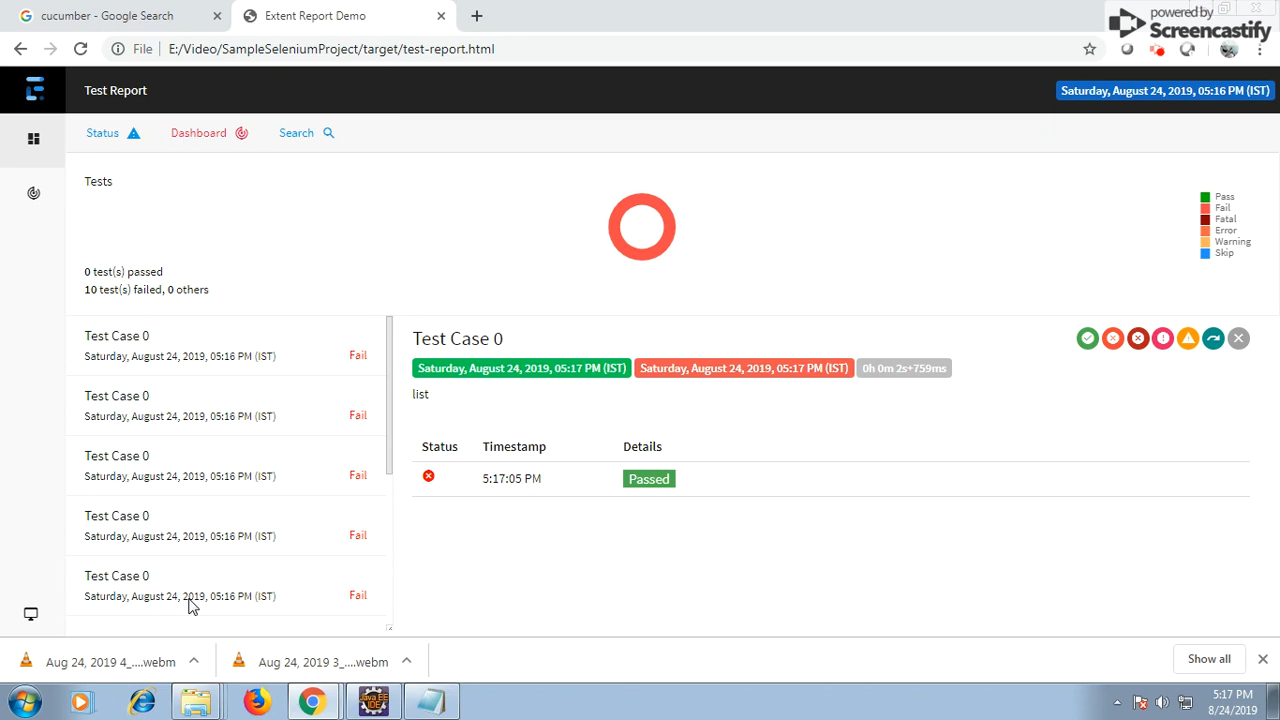 cucumber - Google Search
Extent Report Demo
powered by
Screencastify
File
E:/Video/SampleSeleniumProject/target/test-report.html
Test Report
Saturday, August 24, 2019, 05:16 PM (IST)
Status
Dashboard
Search
Tests
Pass
Fail
Fatal
Error
Warning
Skip
0 test(s) passed
10 test(s) failed, 0 others
Test Case 0
Saturday, August 24, 2019, 05:16 PM (IST)
Fail
Test Case 0
Saturday, August 24, 2019, 05:16 PM (IST)
Fail
Test Case 0
Saturday, August 24, 2019, 05:16 PM (IST)
Fail
Test Case 0
Saturday, August 24, 2019, 05:16 PM (IST)
Fail
Test Case 0
Saturday, August 24, 2019, 05:16 PM (IST)
Fail
Test Case 0
Saturday, August 24, 2019, 05:17 PM (IST)
Saturday, August 24, 2019, 05:17 PM (IST)
0h 0m 2s+759ms
list
Status Timestamp Details
5:17:05 PM Passed
Aug 24, 2019 4_....webm
Aug 24, 2019 3_....webm
Show all
Java EE
IDE
5:17 PM
8/24/2019